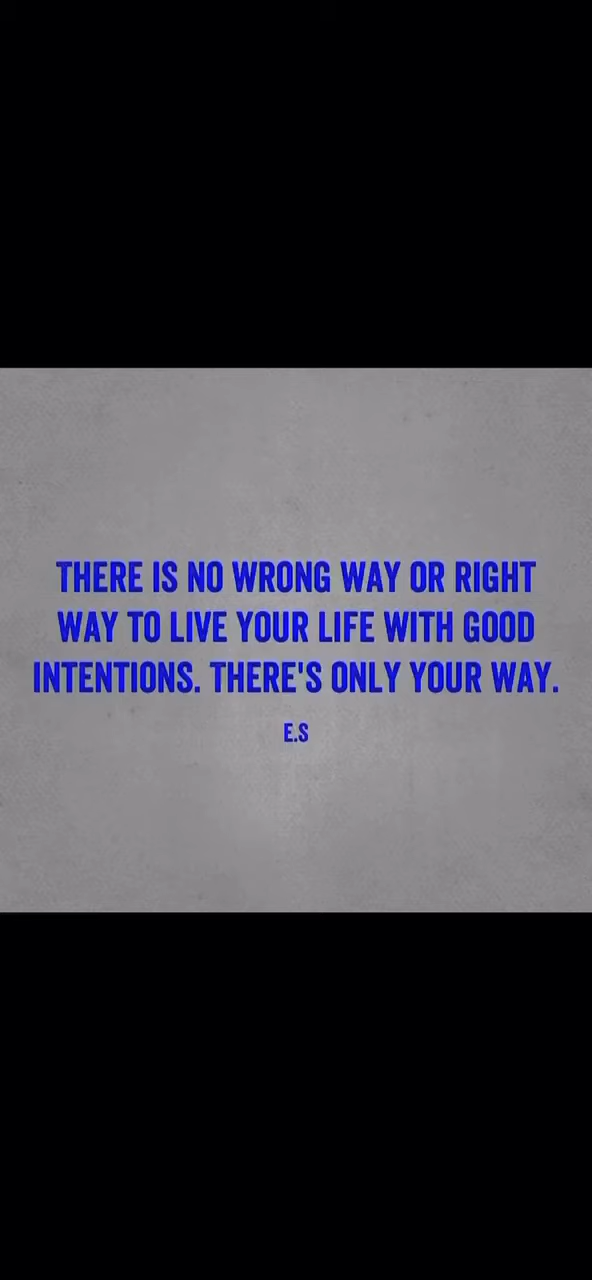 THERE IS NO WRONG WAY OR RIGHT
WAY TO LIVE YOUR LIFE WITH GOOD
INTENTIONS. THERE'S ONLY YOUR WAY.
E.S